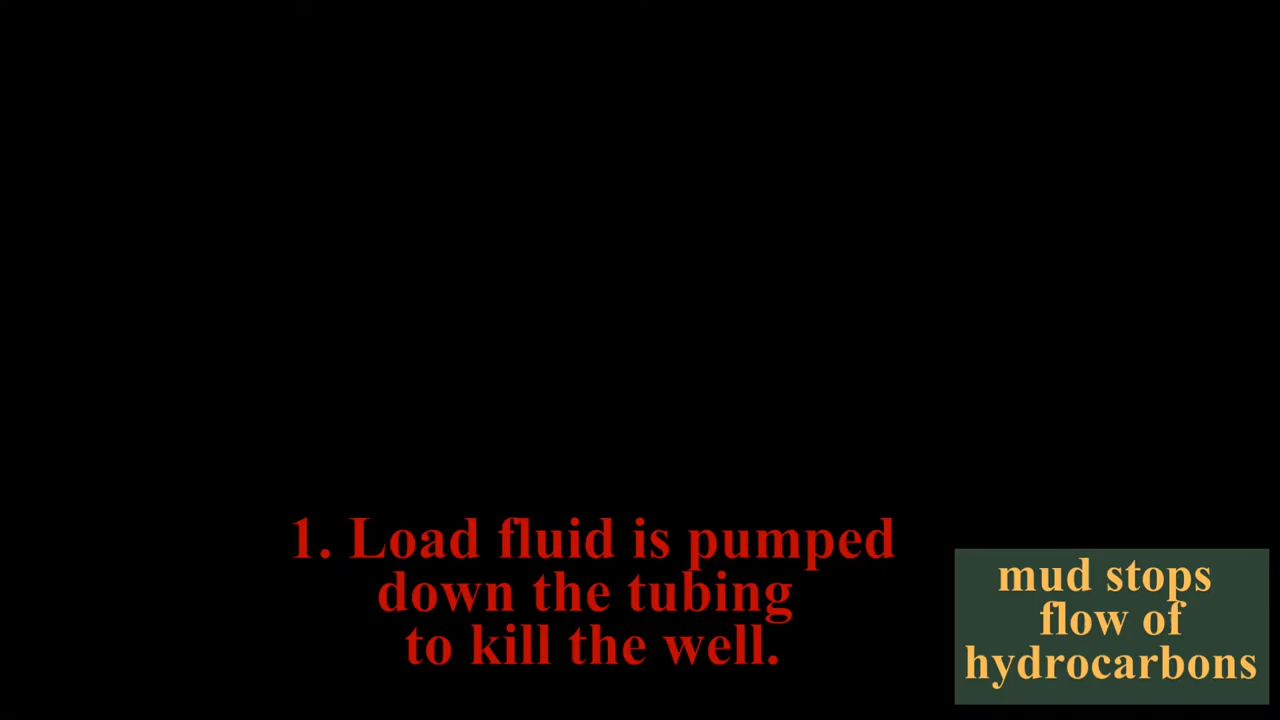 1. Load fluid is pumped
down the tubing
to kill the well.
mud stops
flow of
hydrocarbons